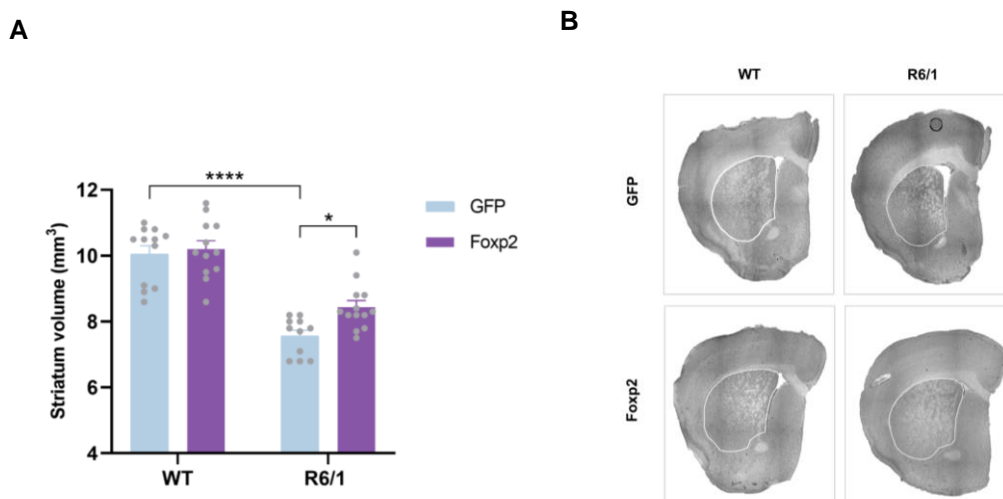 A
B
WT
R6/1
GFP
Foxp2
Striatum volume (mm³)
12
10
8
6
4
****
*
GFP
Foxp2
WT
R6/1